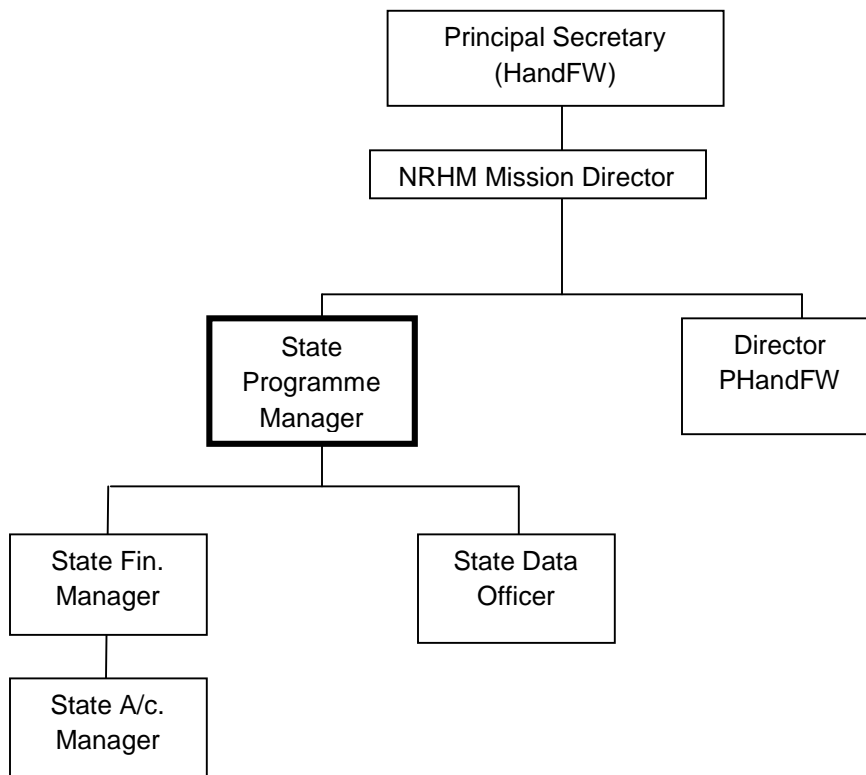 Principal Secretary
(HandFW)
NRHM Mission Director
State
Programme
Manager
Director
PHandFW
State Fin.
Manager
State Data
Officer
State A/c.
Manager